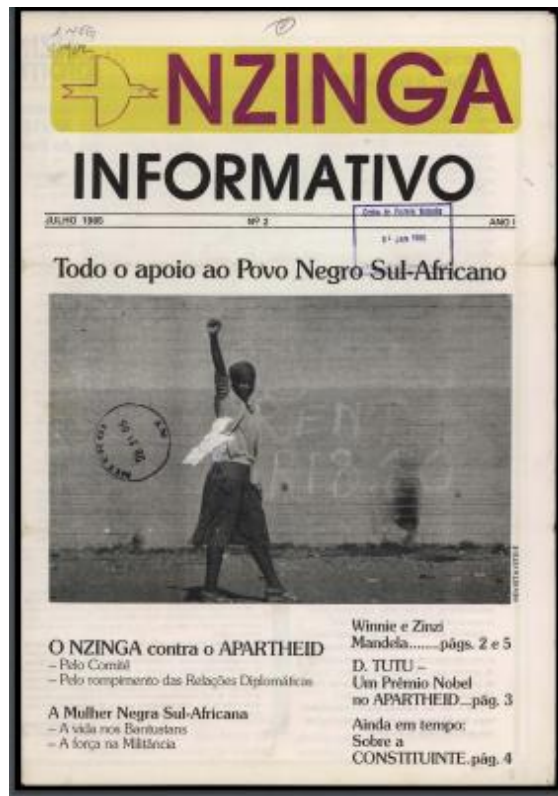 NZINGA
INFORMATIVO
JULHO 1985 Nº 2 ANO I
Todo o apoio ao Povo Negro Sul-Africano
RENT
O NZINGA contra o APARTHEID
– Pelo Comitê
– Pelo rompimento das Relações Diplomáticas
A Mulher Negra Sul-Africana
– A vida nos Bantustans
– A força na Militância
Winnie e Zinzi
Mandela........págs. 2 e 5
D. TUTU –
Um Prêmio Nobel
no APARTHEID...pág. 3
Ainda em tempo:
Sobre a
CONSTITUINTE.pág. 4